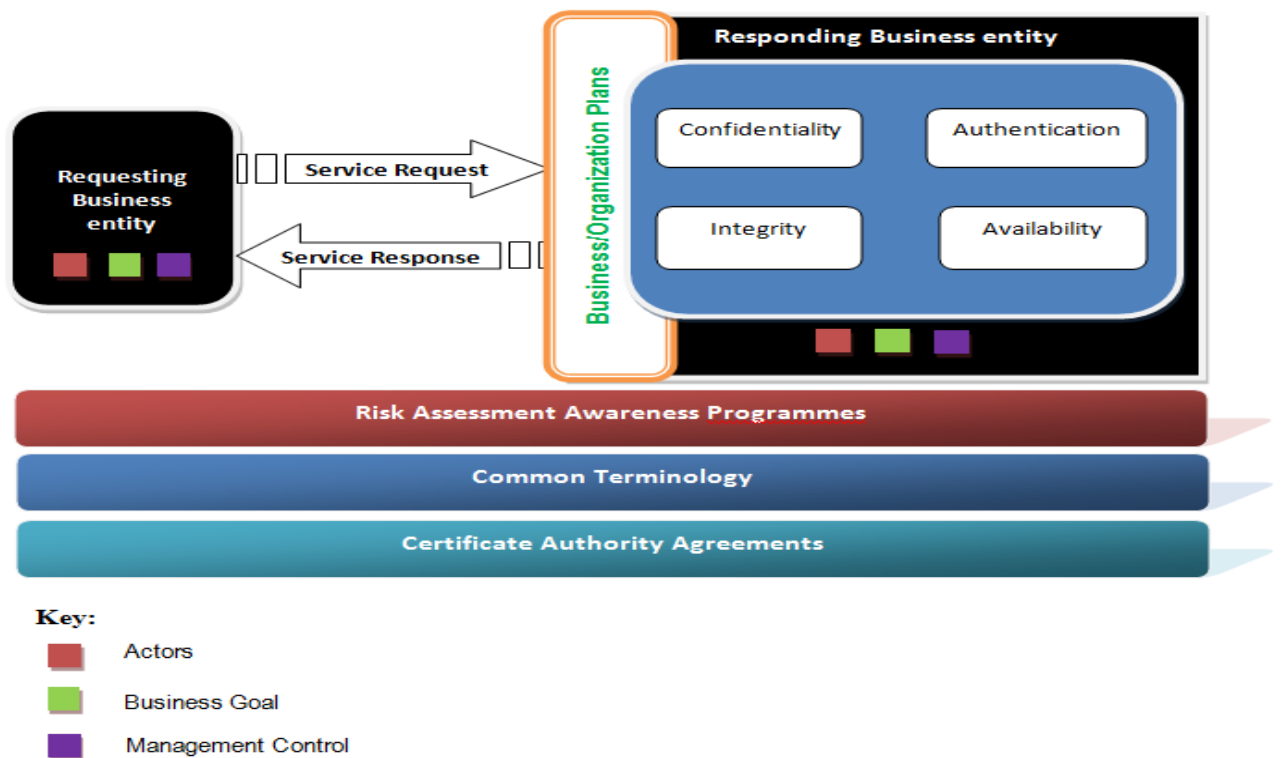 Responding Business entity
Business/Organization Plans
Confidentiality
Authentication
Integrity
Availability
Requesting
Business
entity
Service Request
Service Response
Risk Assessment Awareness Programmes
Common Terminology
Certificate Authority Agreements
Key:
Actors
Business Goal
Management Control